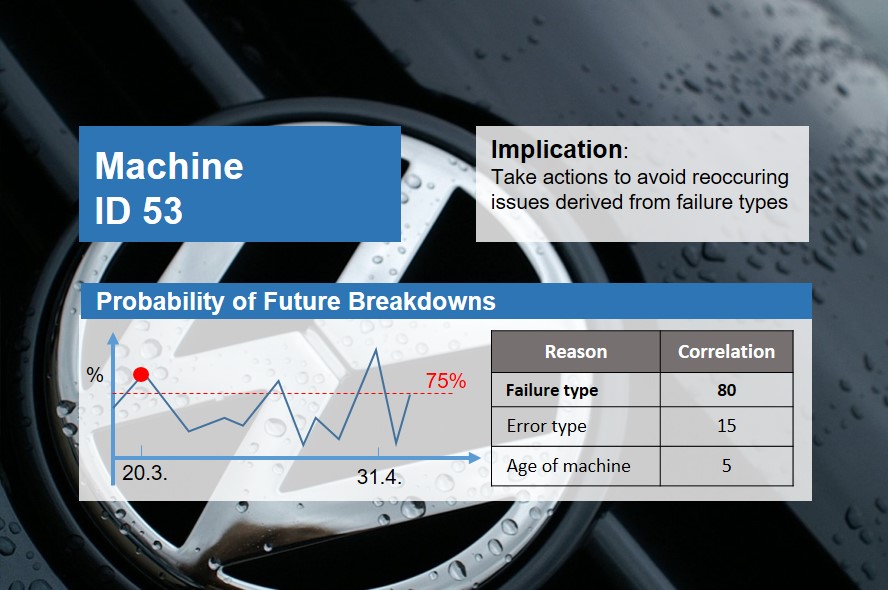 Machine
ID 53
Implication:
Take actions to avoid reoccuring
issues derived from failure types
Probability of Future Breakdowns
%
75%
20.3.
31.4.
Reason Correlation
Failure type 80
Error type 15
Age of machine 5